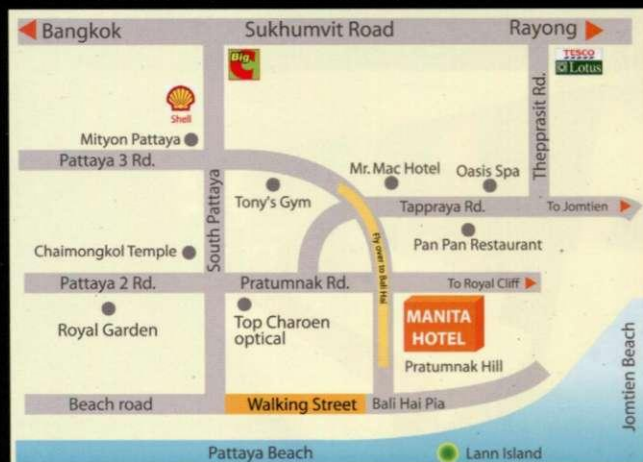 Bangkok
Sukhumvit Road
Rayong
Big C
TESCO
Lotus
Shell
Mityon Pattaya
Pattaya 3 Rd.
South Pattaya
Thepprasit Rd.
Mr. Mac Hotel
Oasis Spa
Tony's Gym
Tappraya Rd.
To Jomtien
Fly over to Bali Hai
Pan Pan Restaurant
Chaimongkol Temple
Pattaya 2 Rd.
Pratumnak Rd.
To Royal Cliff
Royal Garden
Top Charoen
optical
MANITA
HOTEL
Pratumnak Hill
Beach road
Walking Street
Bali Hai Pia
Jomtien Beach
Pattaya Beach
Lann Island